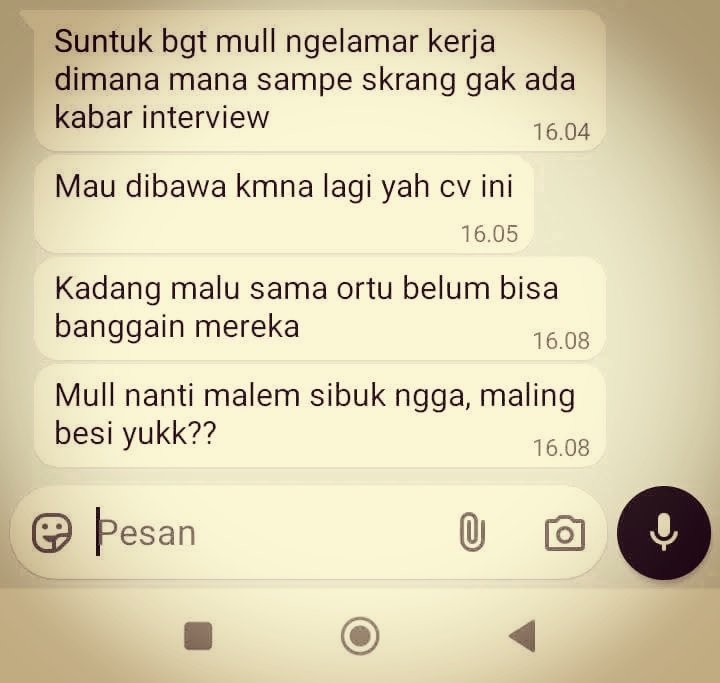 Suntuk bgt mull ngelamar kerja
dimana mana sampe skrang gak ada
kabar interview
16.04
Mau dibawa kmna lagi yah cv ini
16.05
Kadang malu sama ortu belum bisa
banggain mereka
16.08
Mull nanti malem sibuk ngga, maling
besi yukk??
16.08
Pesan